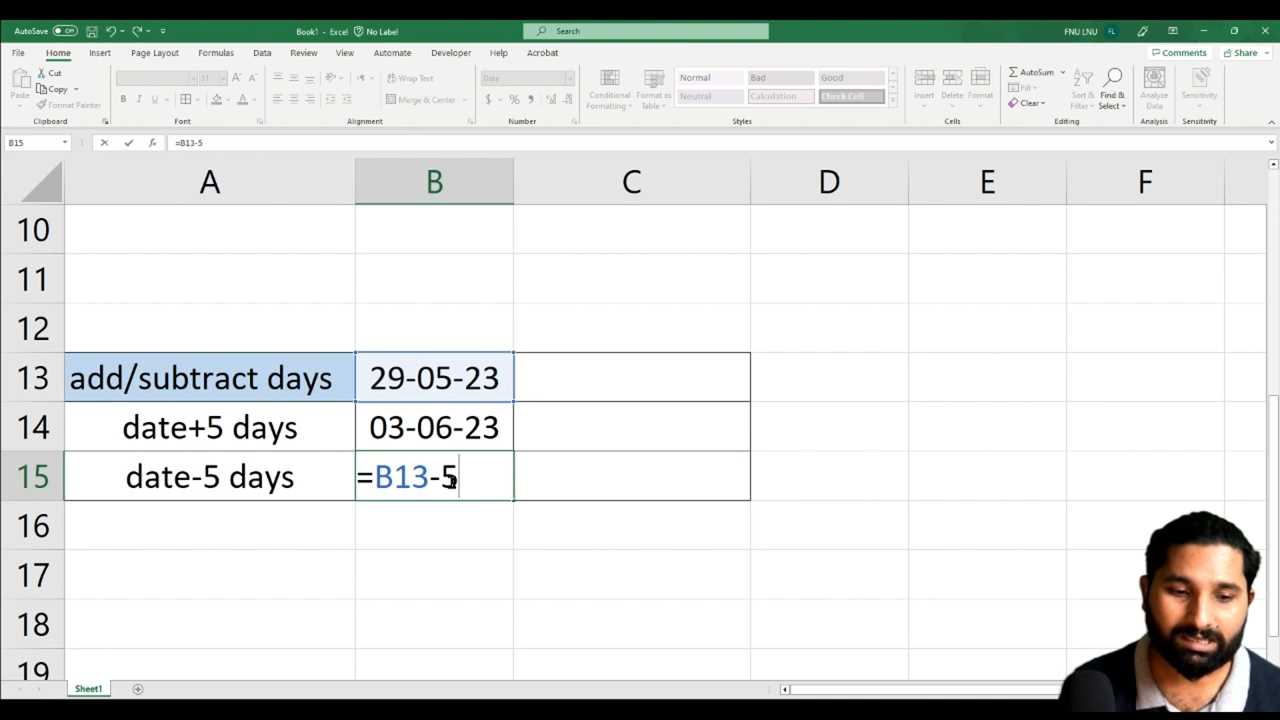 AutoSave Off Book1 - Excel No Label Search FNU LNU FL
File Home Insert Page Layout Formulas Data Review View Automate Developer Help Acrobat Comments Share
Paste Cut Copy Format Painter Clipboard
11 A A B I U A Font
Wrap Text Merge & Center Alignment
Date $ % , Number
Conditional Formatting Format as Table Normal Bad Good Neutral Calculation Check Cell Styles
Insert Delete Format Cells
AutoSum Fill Clear Sort & Filter Find & Select Editing
Analyze Data Analysis
Sensitivity Sensitivity
B15 fx =B13-5
A B C D E F
10
11
12
13 add/subtract days 29-05-23
14 date+5 days 03-06-23
15 date-5 days =B13-5
16
17
18
19
Sheet1